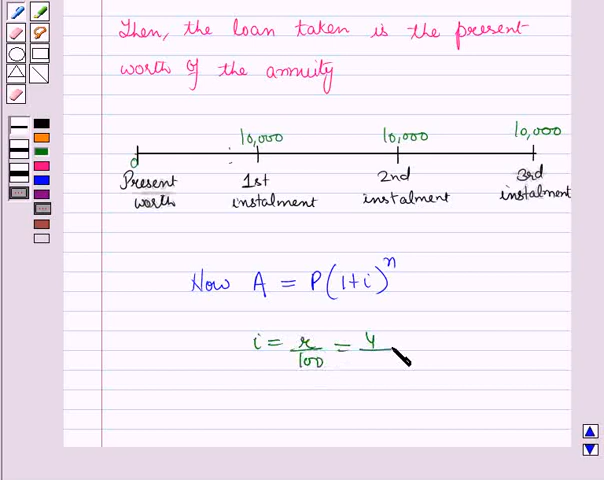 Then, the loan taken is the present
worth of the annuity
10,000 10,000 10,000
0
Present 1st 2nd 3rd
worth instalment instalment instalment
Now A = P(1+i)^n
i = r/100 = 4